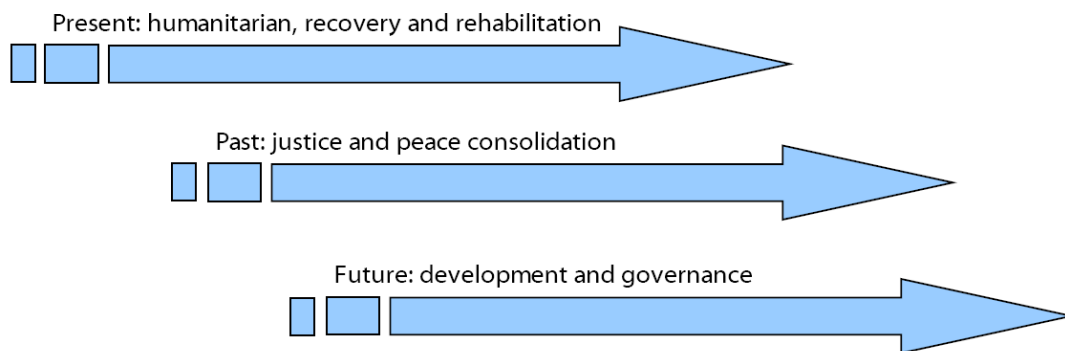 Present: humanitarian, recovery and rehabilitation
Past: justice and peace consolidation
Future: development and governance